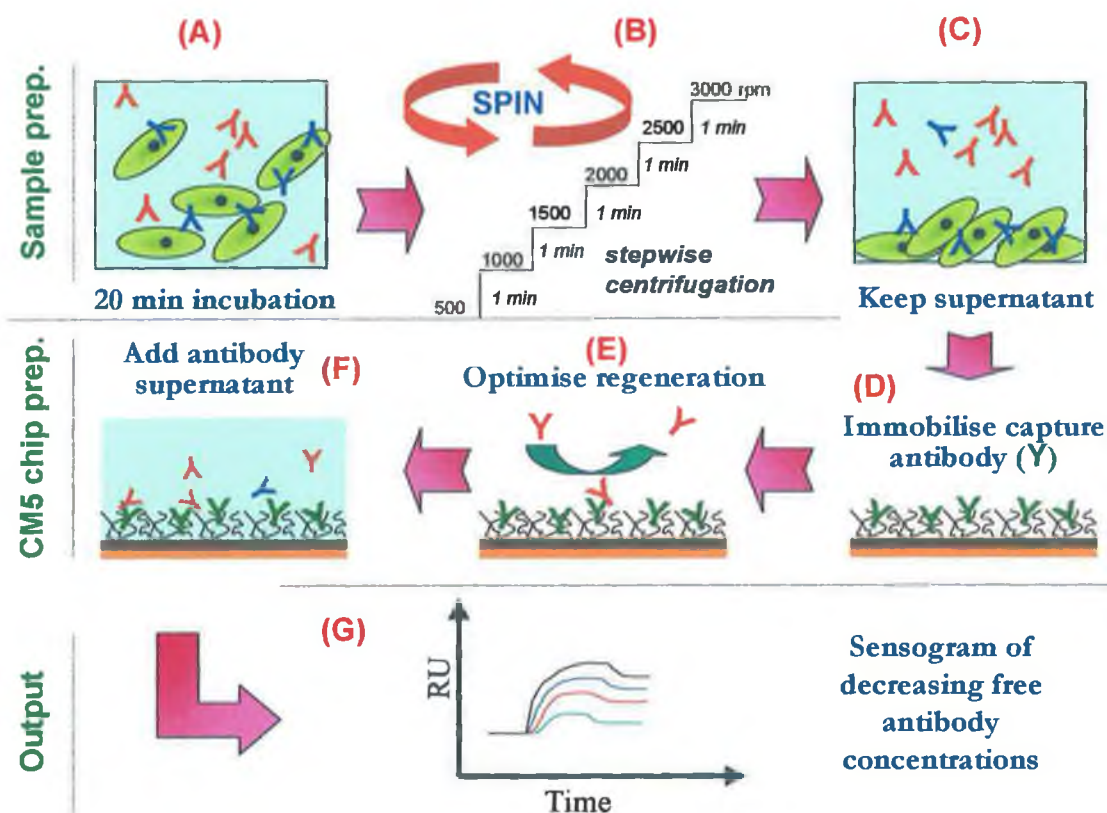 Sample prep.
(A)
20 min incubation
(B)
SPIN
3000 rpm
2500
1 min
2000
1 min
1500
1 min
1000
1 min
500
1 min
stepwise
centrifugation
(C)
Keep supernatant
CM5 chip prep.
(D)
Immobilise capture
antibody (Y)
(E)
Optimise regeneration
Add antibody
supernatant
(F)
Output
(G)
RU
Time
Sensogram of
decreasing free
antibody
concentrations